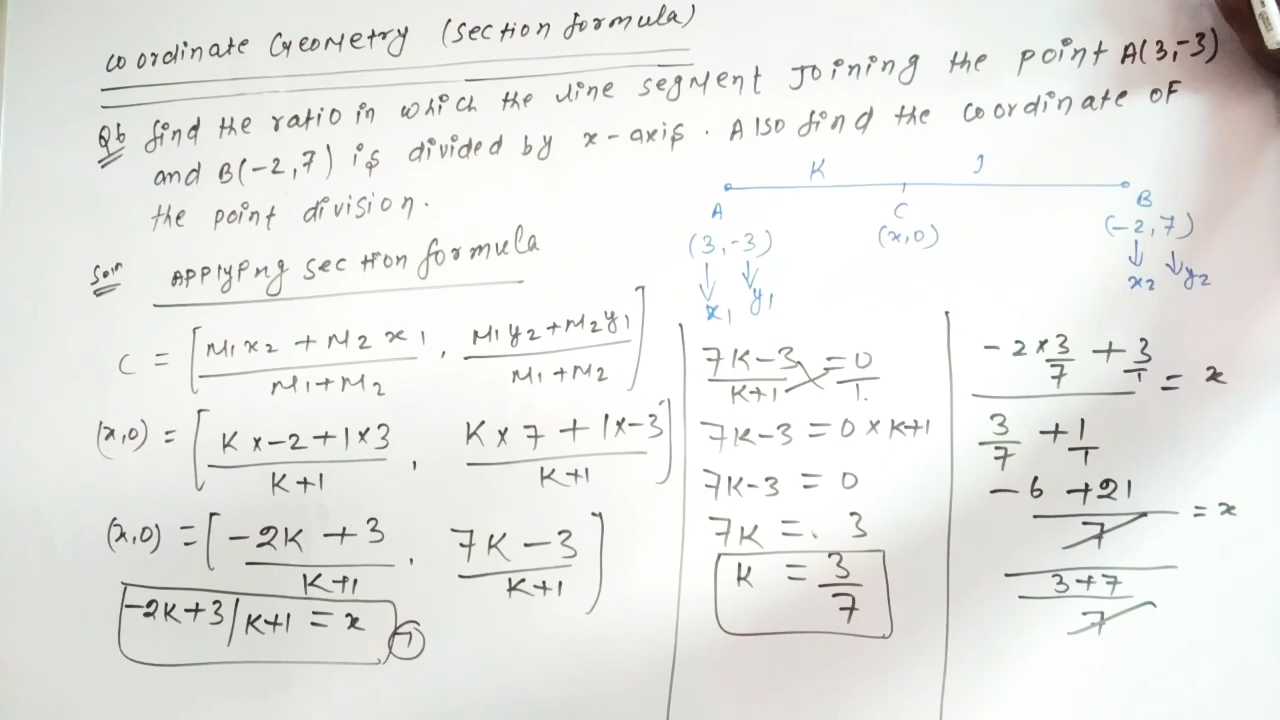 Coordinate Geometry (Section formula)
Q6 find the ratio in which the line segment Joining the point A(3,-3)
and B(-2,7) is divided by x-axis. Also find the coordinate of
the point division.
K 1
A C B
(3,-3) (x,0) (-2,7)
↓ ↓ ↓ ↓
x₁ y₁ x₂ y₂
Soln Applying section formula
C = [M₁x₂ + M₂x₁ / M₁+M₂ , M₁y₂+M₂y₁ / M₁+M₂]
(x,0) = [K×-2+1×3 / K+1 , K×7+1×-3 / K+1]
(x,0) = [-2K+3 / K+1 , 7K-3 / K+1]
-2K+3/K+1 = x ①
7K-3 / K+1 = 0 / 1.
7K-3 = 0×K+1
7K-3 = 0
7K =. 3
K = 3/7
-2×3/7 + 3/1 = x
3/7 + 1/1
-6+21 / 7 = x
3+7 / 7